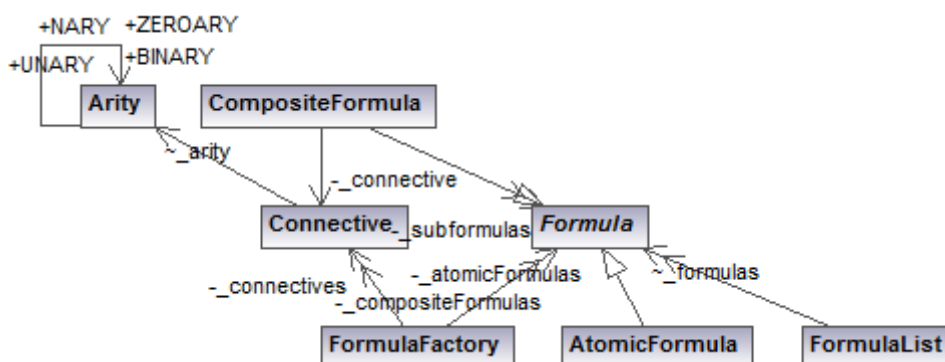 +NARY
+ZEROARY
+UNARY
+BINARY
Arity
CompositeFormula
~_arity
-_connective
Connective
-_subformulas
Formula
-_connectives
-_atomicFormulas
~_formulas
-_compositeFormulas
FormulaFactory
AtomicFormula
FormulaList